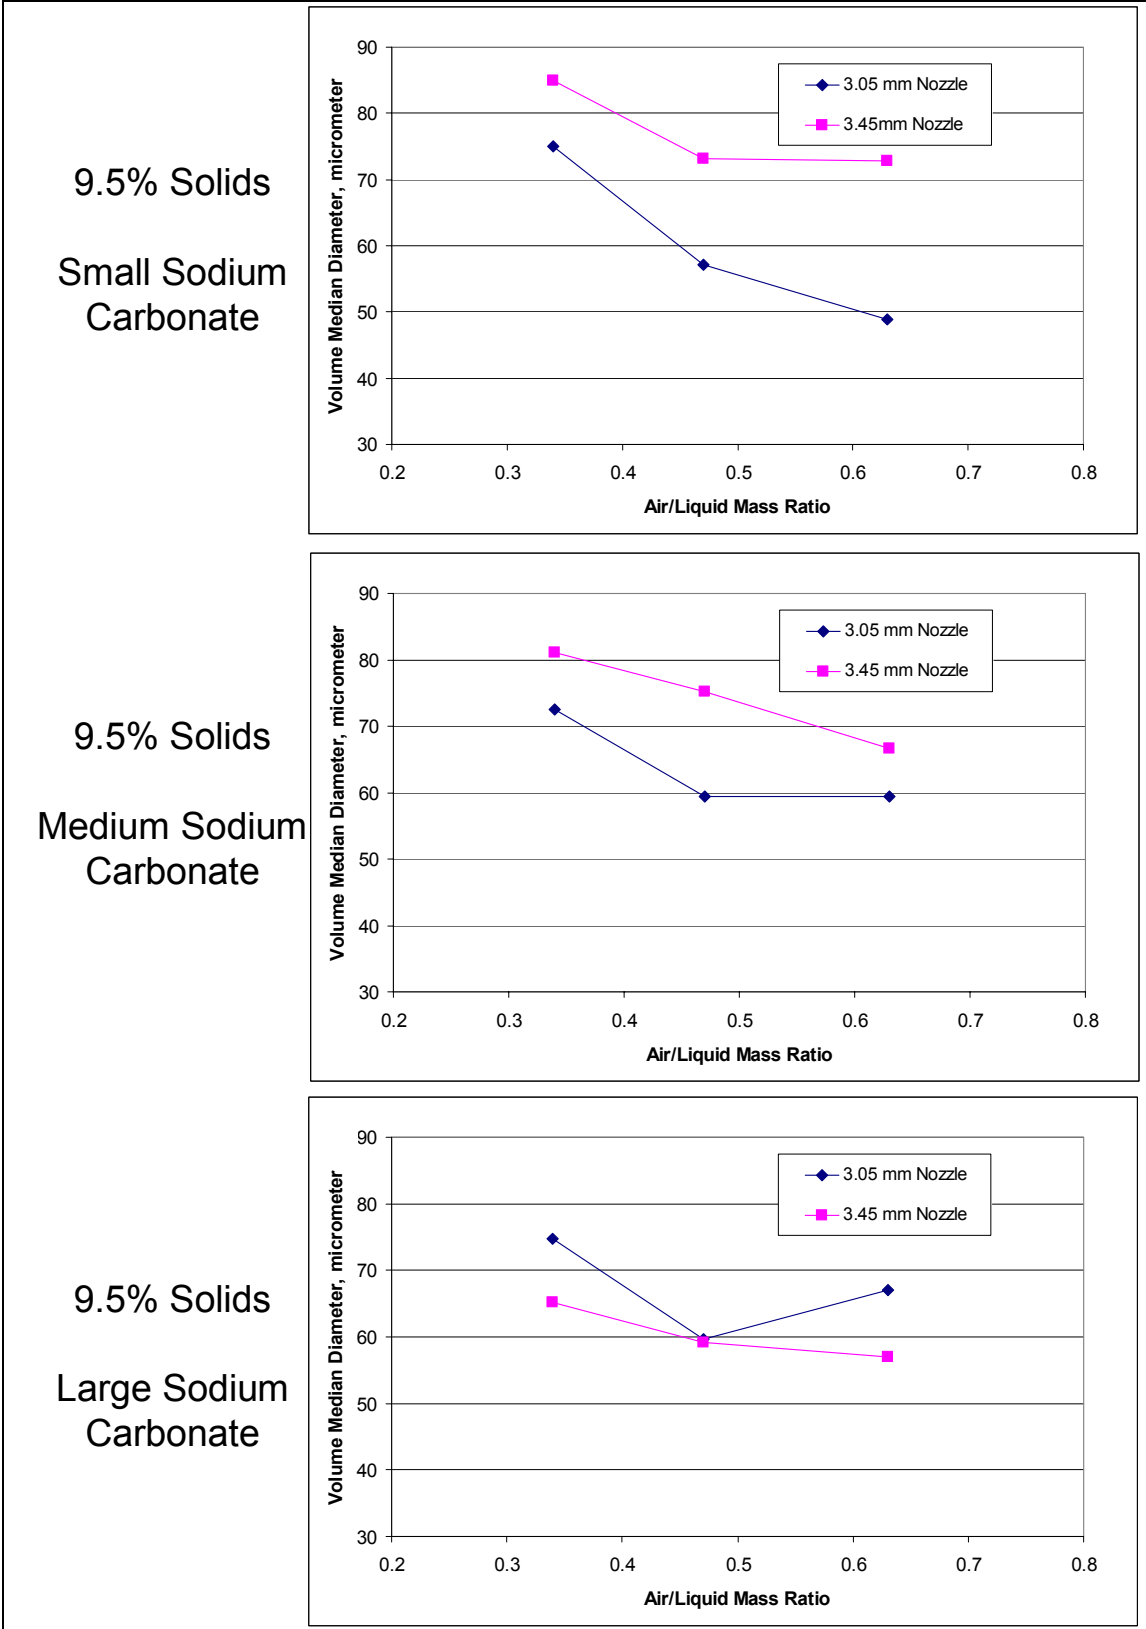 9.5% Solids
Small Sodium
Carbonate
Volume Median Diameter, micrometer
90
80
70
60
50
40
30
0.2 0.3 0.4 0.5 0.6 0.7 0.8
Air/Liquid Mass Ratio
3.05 mm Nozzle
3.45mm Nozzle
9.5% Solids
Medium Sodium
Carbonate
Volume Median Diameter, micrometer
90
80
70
60
50
40
30
0.2 0.3 0.4 0.5 0.6 0.7 0.8
Air/Liquid Mass Ratio
3.05 mm Nozzle
3.45 mm Nozzle
9.5% Solids
Large Sodium
Carbonate
Volume Median Diameter, micrometer
90
80
70
60
50
40
30
0.2 0.3 0.4 0.5 0.6 0.7 0.8
Air/Liquid Mass Ratio
3.05 mm Nozzle
3.45 mm Nozzle